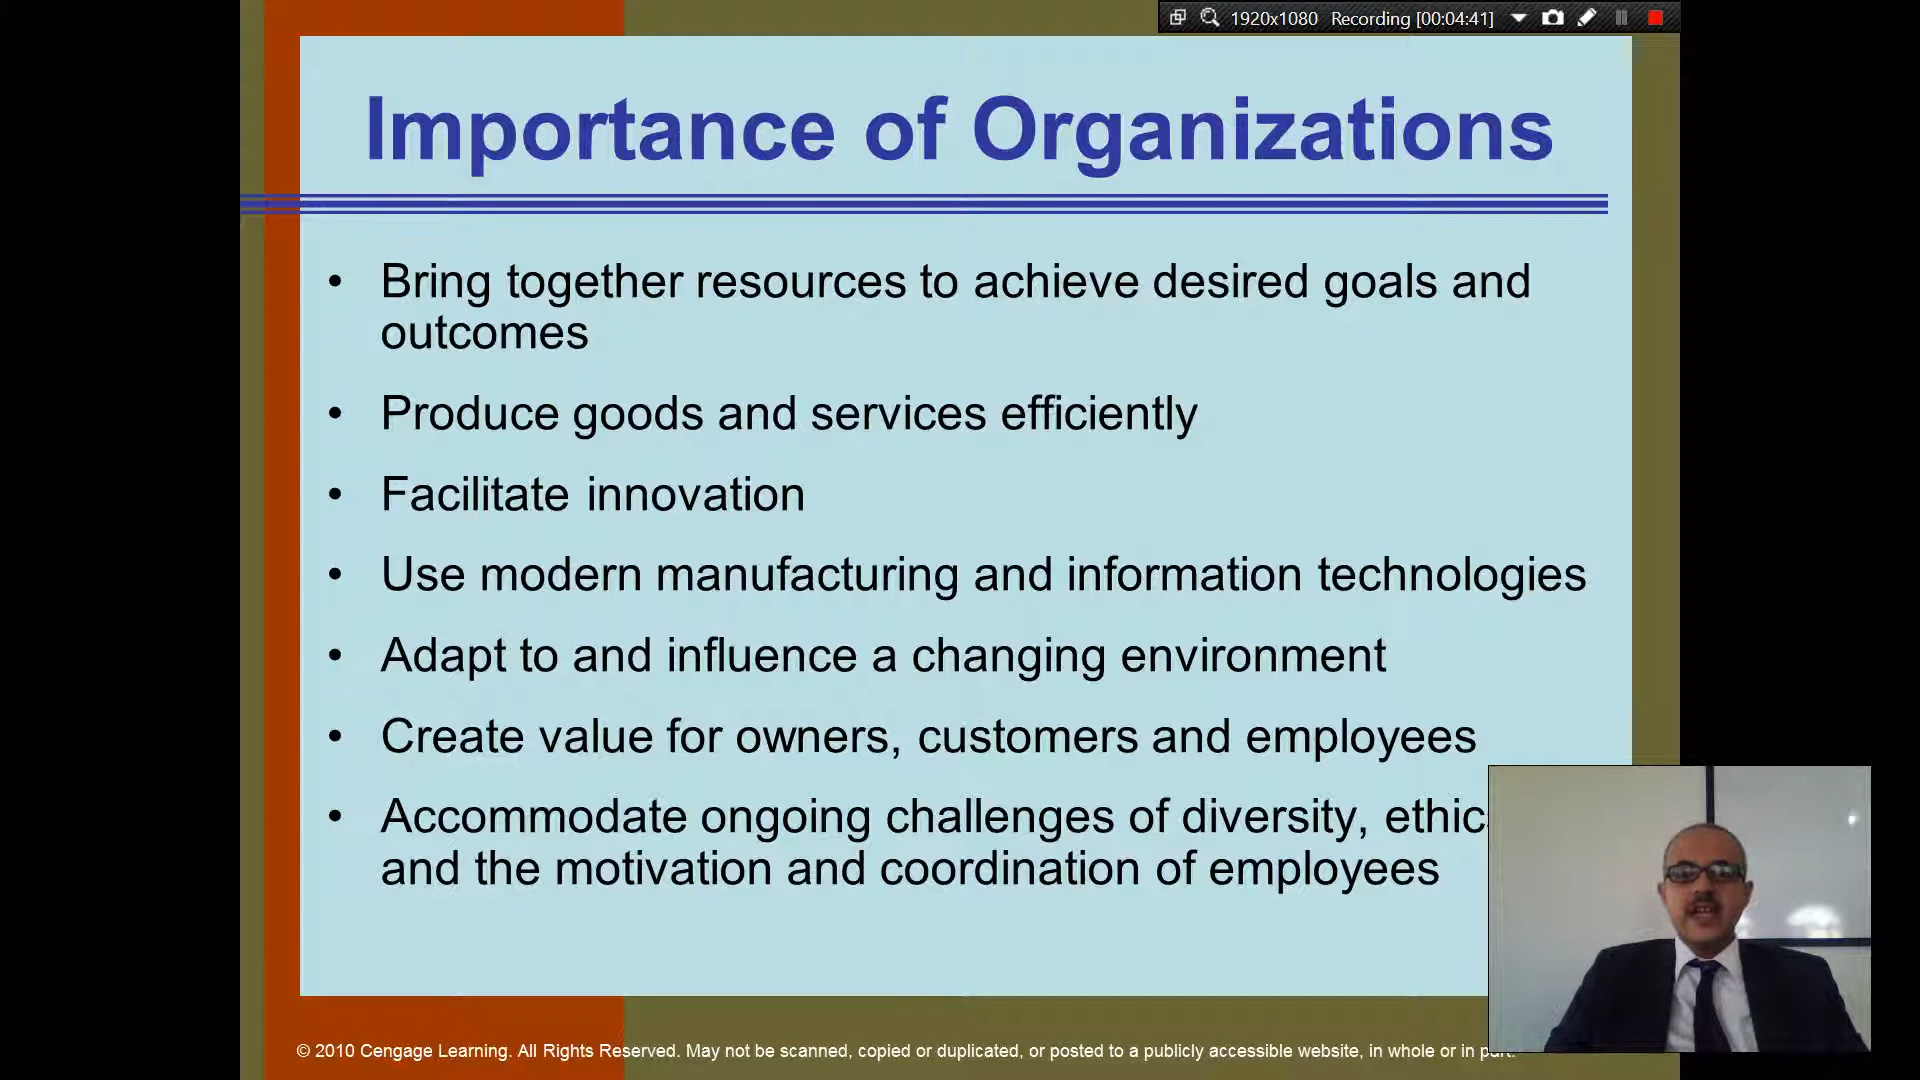 1920x1080 Recording [00:04:41]
Importance of Organizations
• Bring together resources to achieve desired goals and
outcomes
• Produce goods and services efficiently
• Facilitate innovation
• Use modern manufacturing and information technologies
• Adapt to and influence a changing environment
• Create value for owners, customers and employees
• Accommodate ongoing challenges of diversity,
and the motivation and coordination of employees
© 2010 Cengage Learning. All Rights Reserved. May not be scanned, copied or duplicated, or posted to a publicly accessible website, in whole or in part.